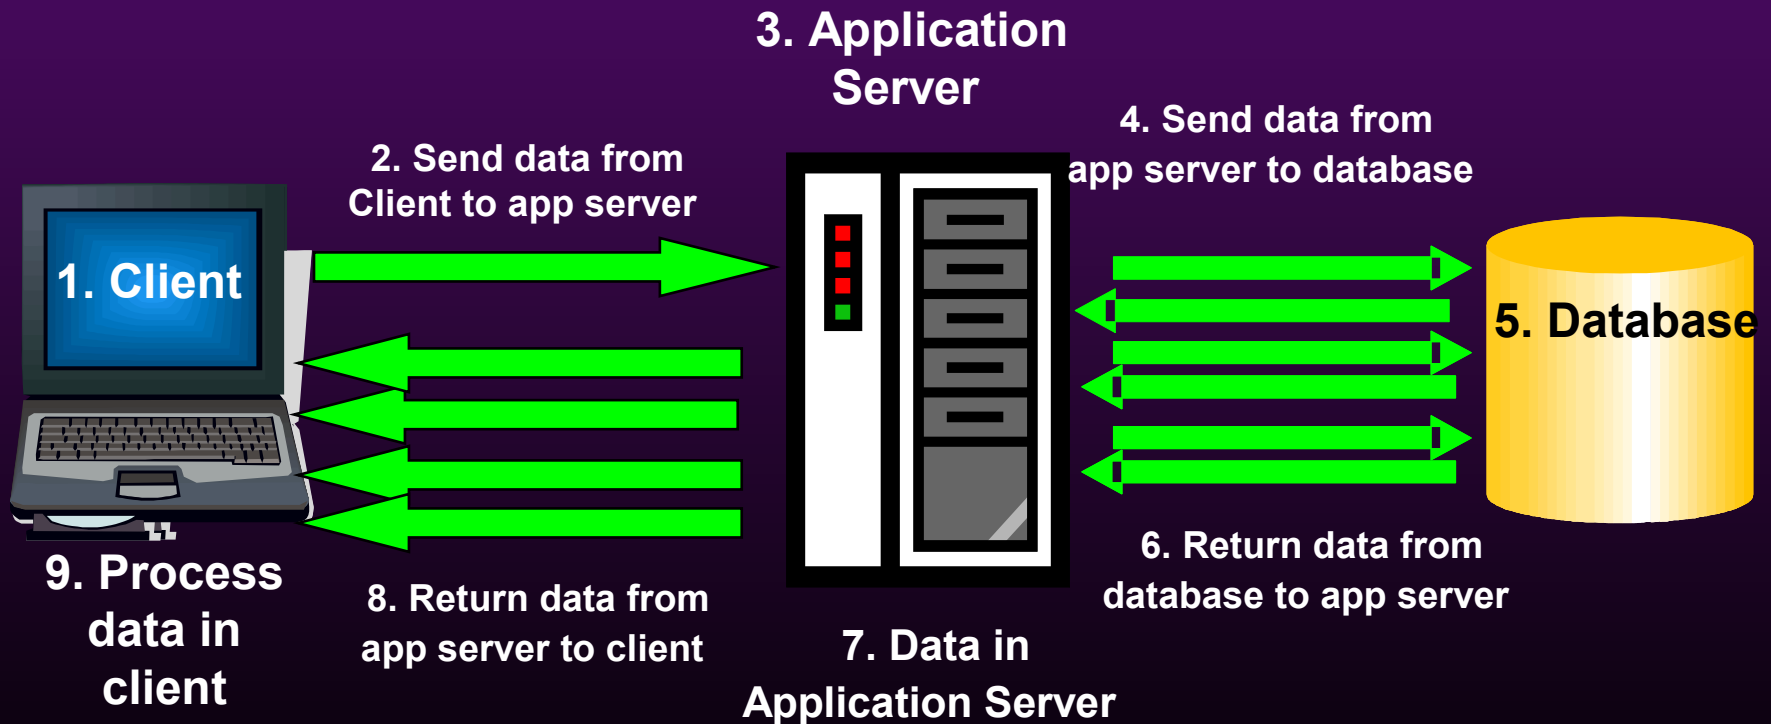 3. Application
Server
4. Send data from
app server to database
2. Send data from
Client to app server
1. Client
5. Database
6. Return data from
database to app server
9. Process
data in
client
8. Return data from
app server to client
7. Data in
Application Server